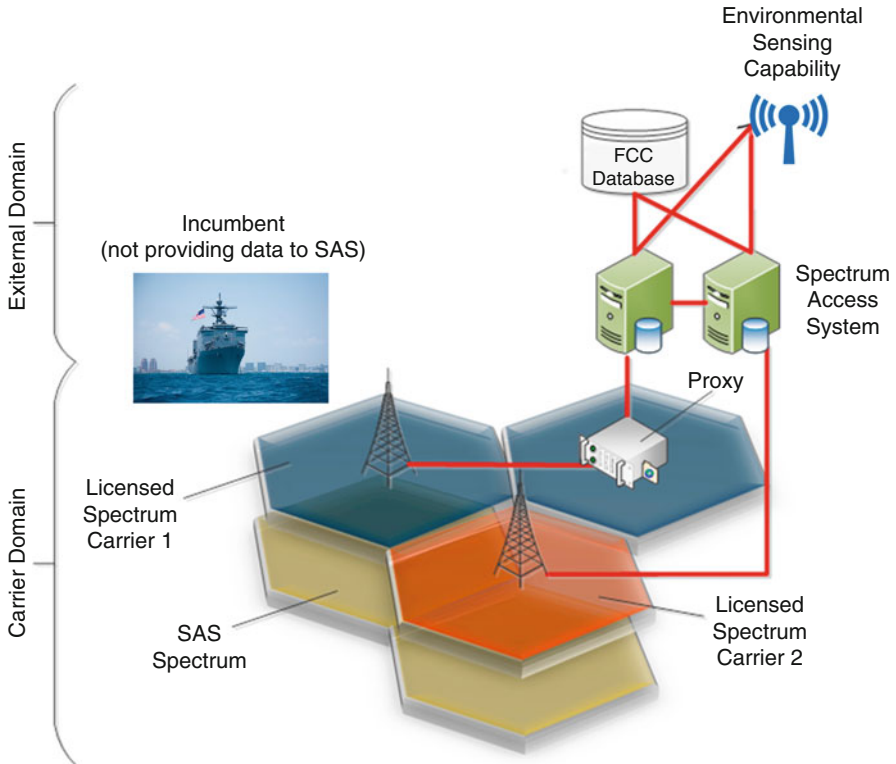 Environmental
Sensing
Capability
FCC
Database
Exiternal Domain
Incumbent
(not providing data to SAS)
Spectrum
Access
System
Proxy
Carrier Domain
Licensed
Spectrum
Carrier 1
SAS
Spectrum
Licensed
Spectrum
Carrier 2